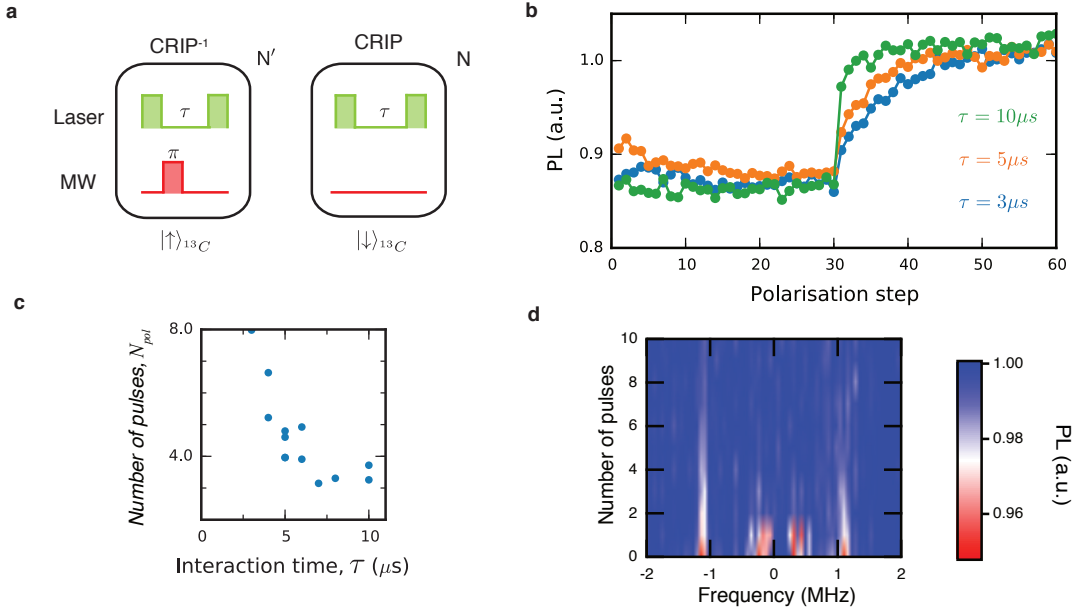 a
CRIP-1
N′
CRIP
N
Laser
τ
τ
MW
π
|↑⟩13C
|↓⟩13C
b
PL (a.u.)
1.0
0.9
0.8
τ = 10μs
τ = 5μs
τ = 3μs
0 10 20 30 40 50 60
Polarisation step
c
Number of pulses, Npol
8.0
4.0
5 10
Interaction time, τ (μs)
d
Number of pulses
10
8
6
4
2
0
-2 -1 0 1 2
Frequency (MHz)
1.00
0.98
0.96
PL (a.u.)